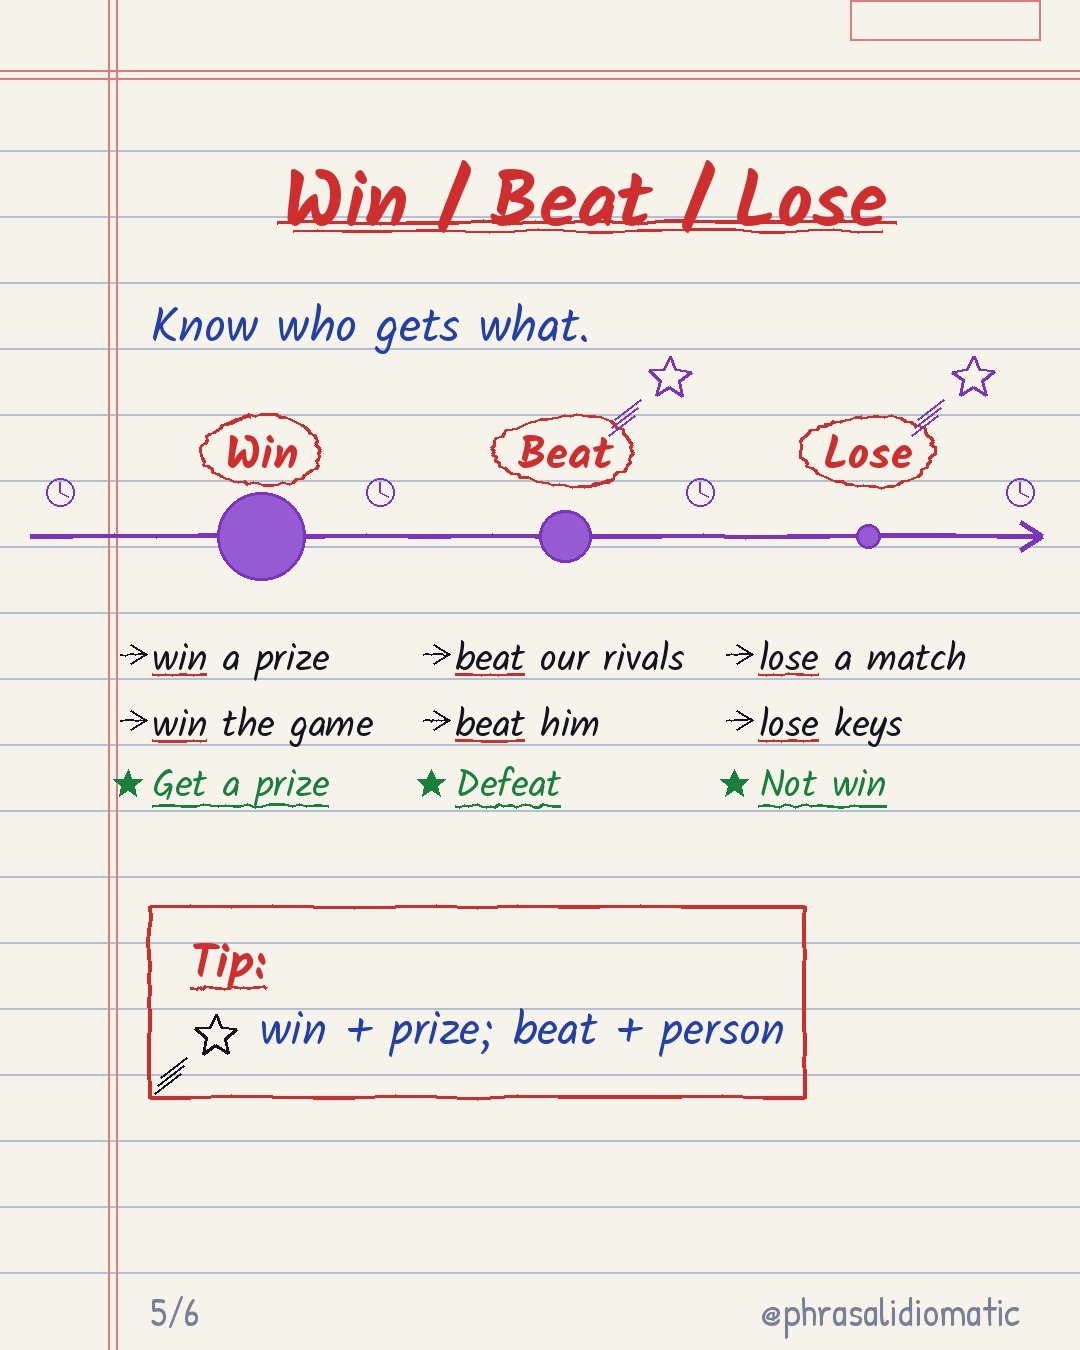 Win / Beat / Lose
Know who gets what.
Win
Beat
Lose
→win a prize
→win the game
★ Get a prize
→beat our rivals
→beat him
★ Defeat
→lose a match
→lose keys
★ Not win
Tip:
☆ win + prize; beat + person
5/6
@phrasalidiomatic